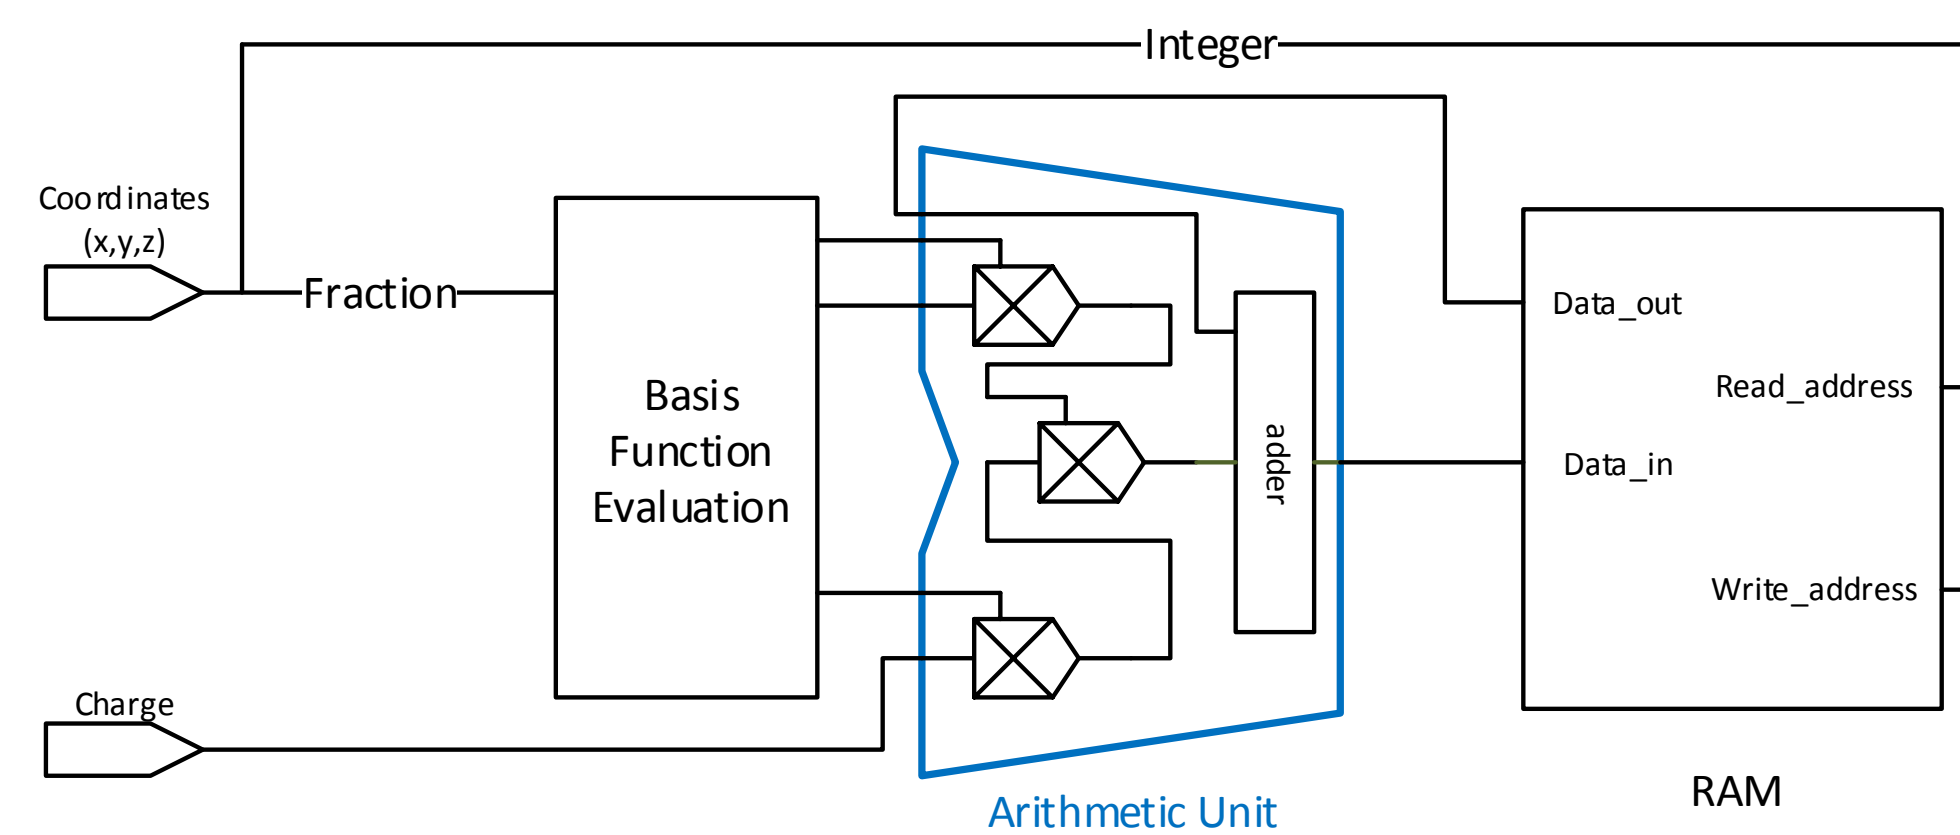 Integer
Coordinates
(x,y,z)
Fraction
Basis
Function
Evaluation
adder
Data_out
Read_address
Data_in
Write_address
Charge
Arithmetic Unit
RAM